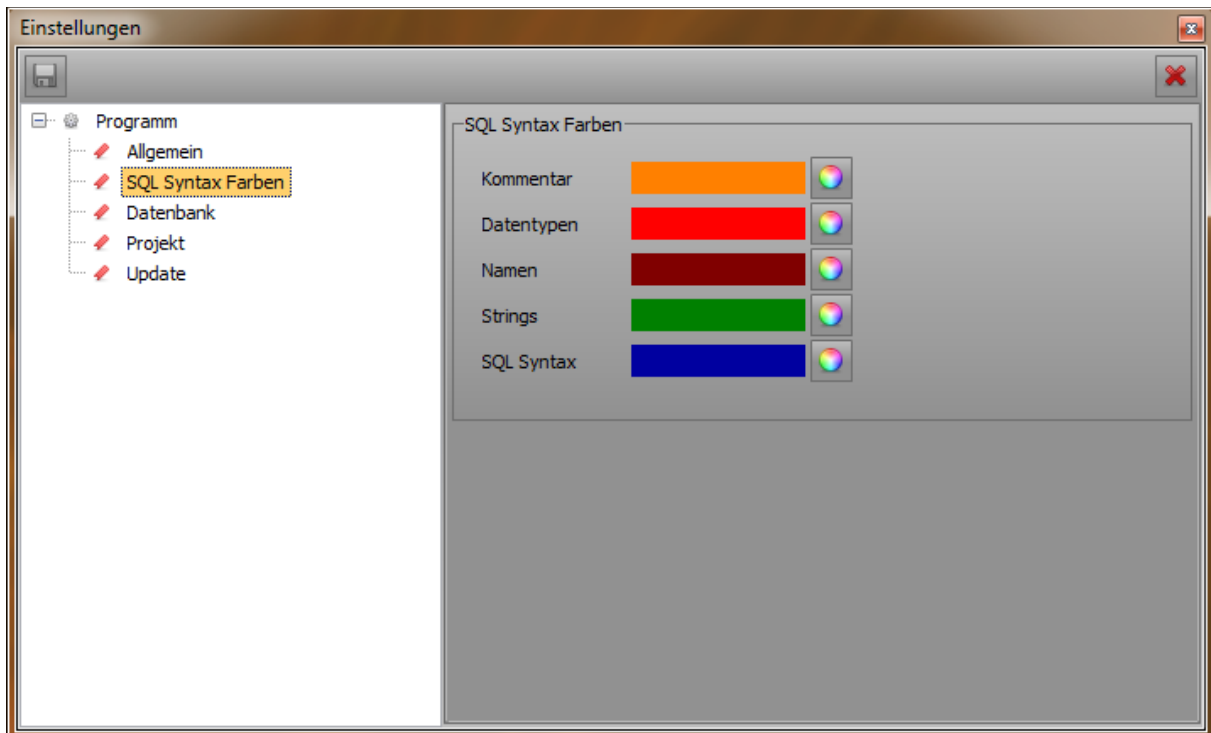 Einstellungen
Programm
Allgemein
SQL Syntax Farben
Datenbank
Projekt
Update
SQL Syntax Farben
Kommentar
Datentypen
Namen
Strings
SQL Syntax